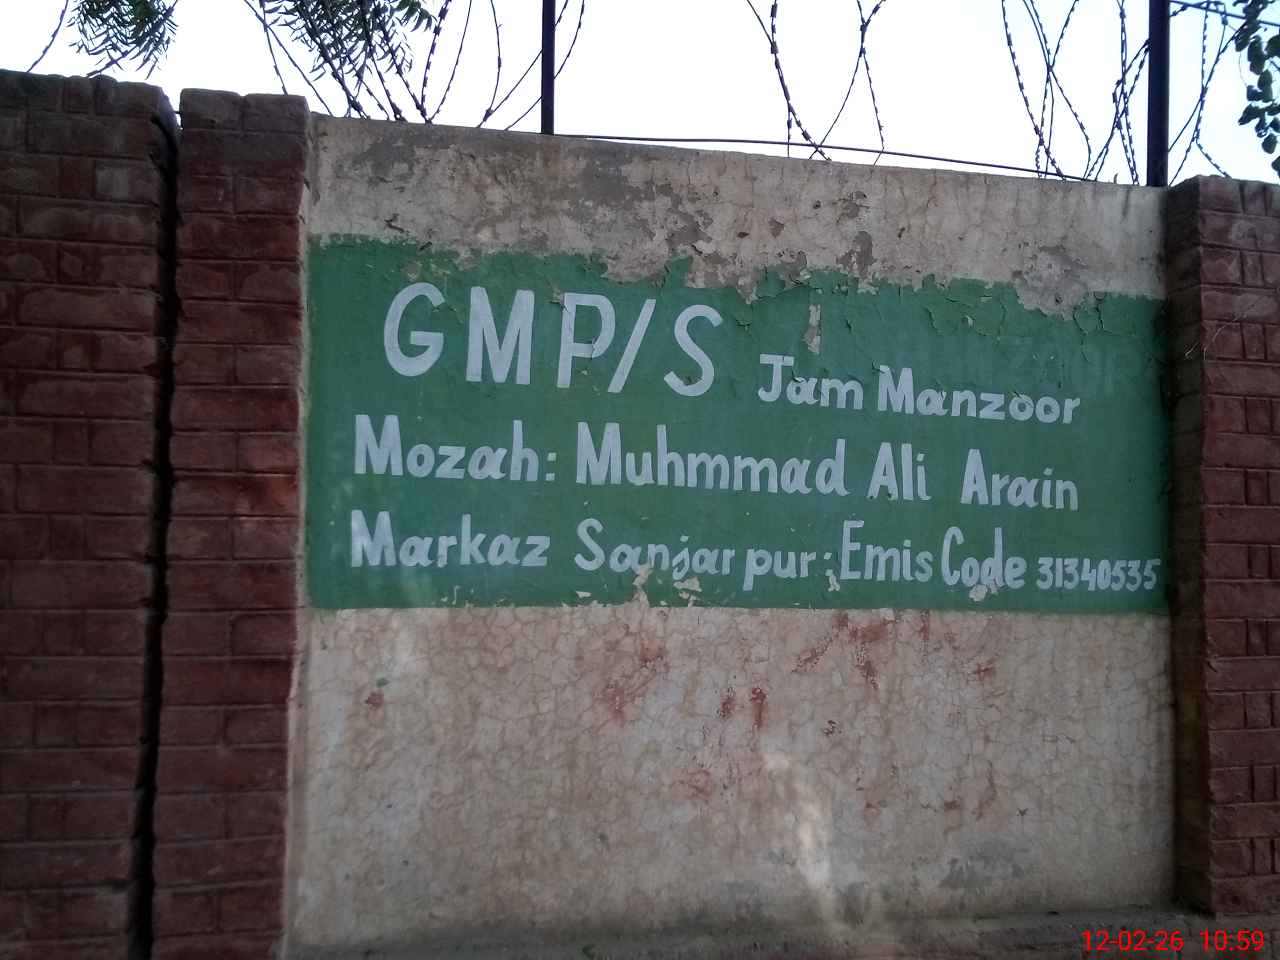 GMP/S Jam Manzoor
Mozah: Muhmmad Ali Arain
Markaz Sanjar pur: Emis Code 31340535
12-02-26 10:59